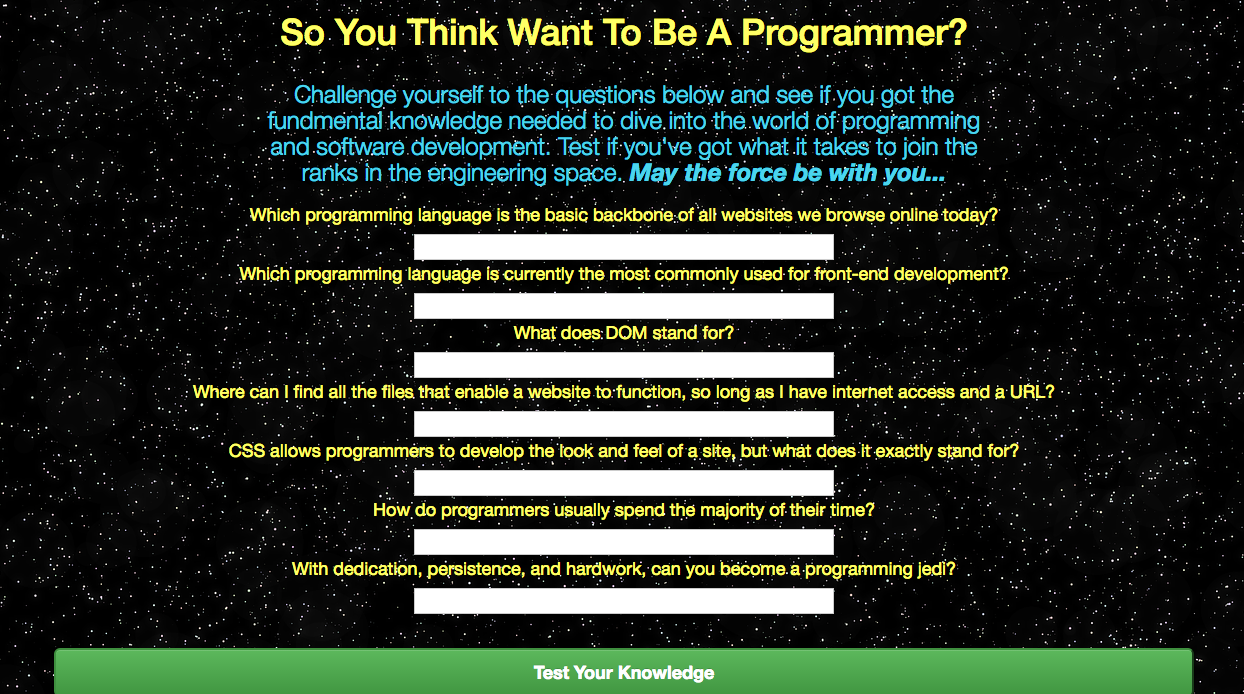 So You Think Want To Be A Programmer?
Challenge yourself to the questions below and see if you got the
fundmental knowledge needed to dive into the world of programming
and software development. Test if you've got what it takes to join the
ranks in the engineering space. May the force be with you...
Which programming language is the basic backbone of all websites we browse online today?
Which programming language is currently the most commonly used for front-end development?
What does DOM stand for?
Where can I find all the files that enable a website to function, so long as I have internet access and a URL?
CSS allows programmers to develop the look and feel of a site, but what does it exactly stand for?
How do programmers usually spend the majority of their time?
With dedication, persistence, and hardwork, can you become a programming jedi?
Test Your Knowledge